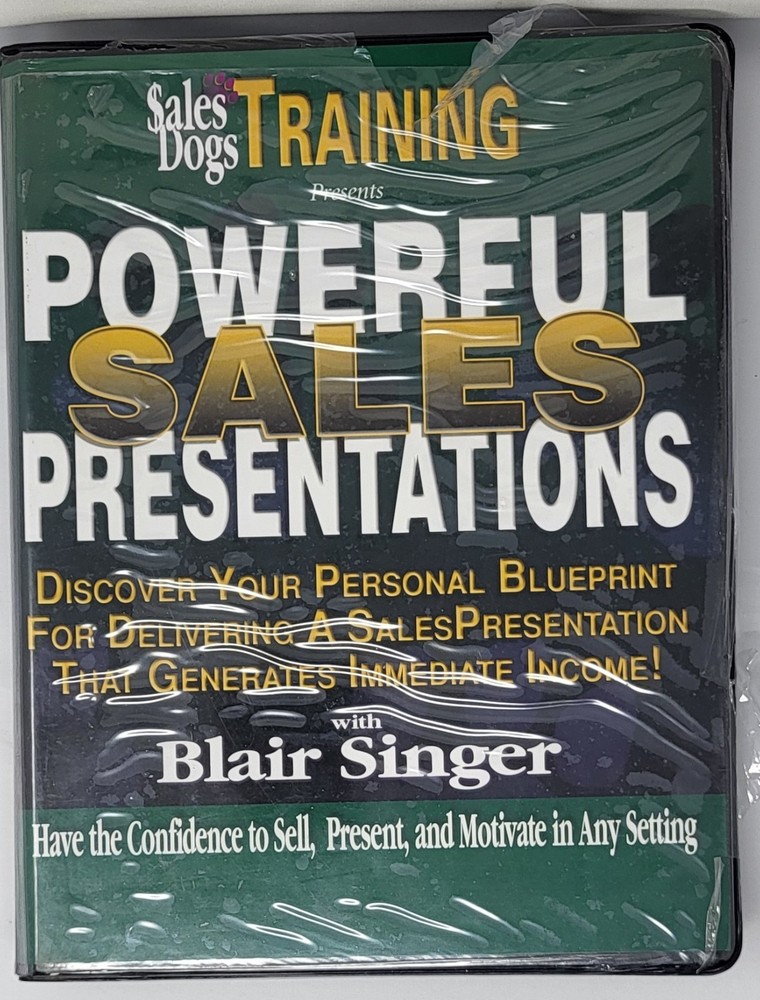 $ales
Dogs TRAINING
Presents
POWERFUL
SALES
PRESENTATIONS
DISCOVER YOUR PERSONAL BLUEPRINT
FOR DELIVERING A SALESPRESENTATION
THAT GENERATES IMMEDIATE INCOME!
with
Blair Singer
Have the Confidence to Sell, Present, and Motivate in Any Setting